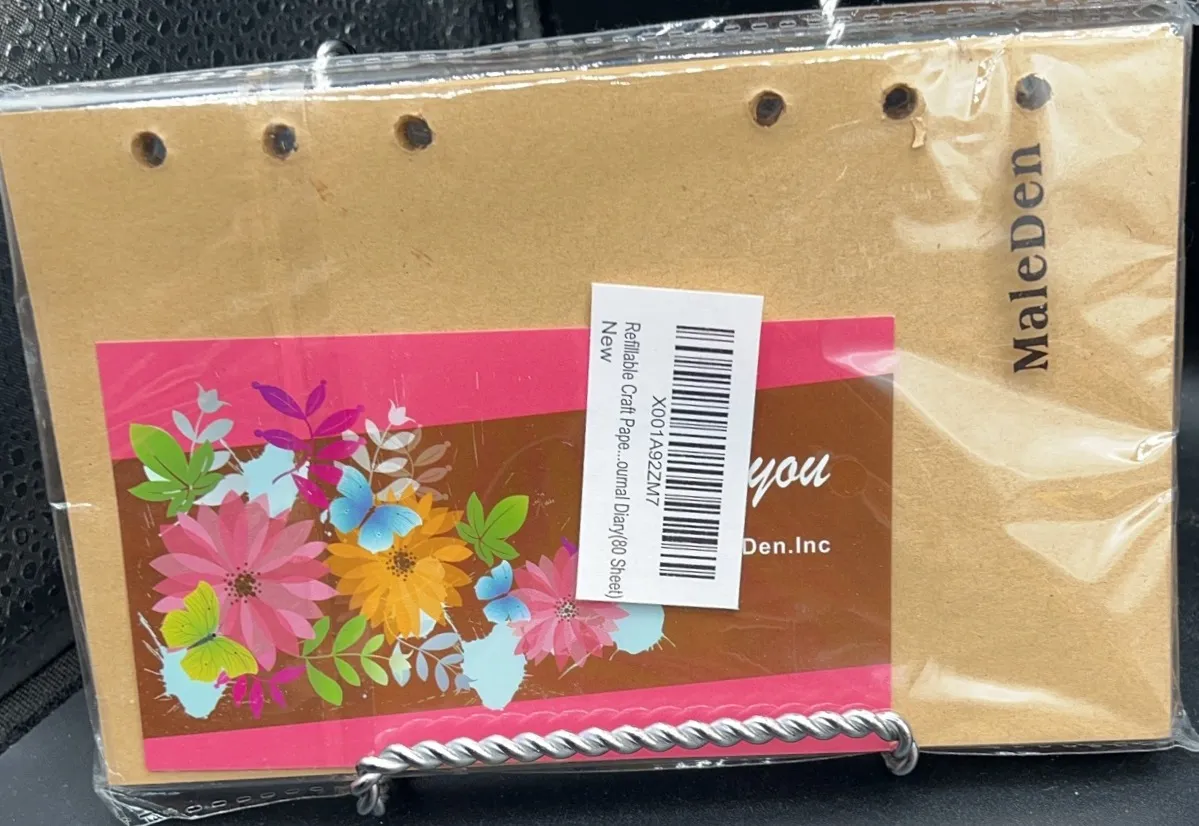 MaleDen
you
Den.Inc
X001A92ZM7
Refillable Craft Pape...ournal Diary(80 Sheet)
New